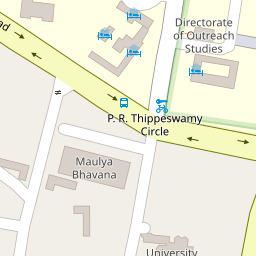 Directorate
of Outreach
Studies
P. R. Thippeswamy
Circle
Maulya
Bhavana
University